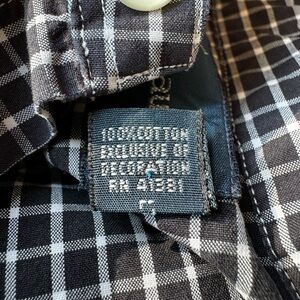 100% COTTON
EXCLUSIVE OF
DECORATION
RN 41381